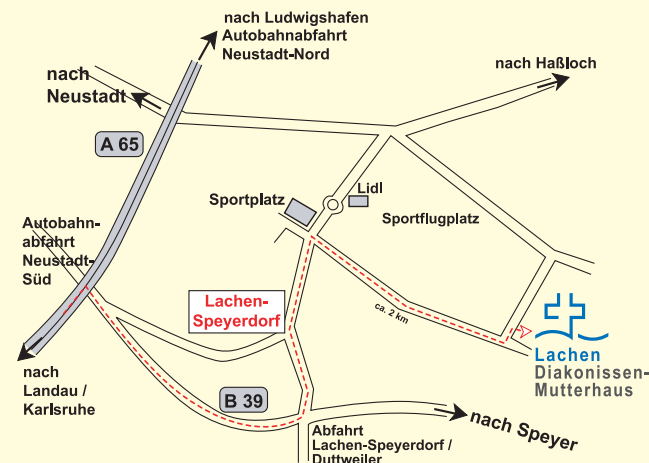 nach Ludwigshafen
Autobahnabfahrt
Neustadt-Nord
nach
Neustadt
nach Haßloch
A 65
Sportplatz
Lidl
Sportflugplatz
Autobahn-
abfahrt
Neustadt-
Süd
Lachen-
Speyerdorf
ca. 2 km
Lachen
Diakonissen-
Mutterhaus
nach
Landau /
Karlsruhe
B 39
nach Speyer
Abfahrt
Lachen-Speyerdorf /
Duttweiler